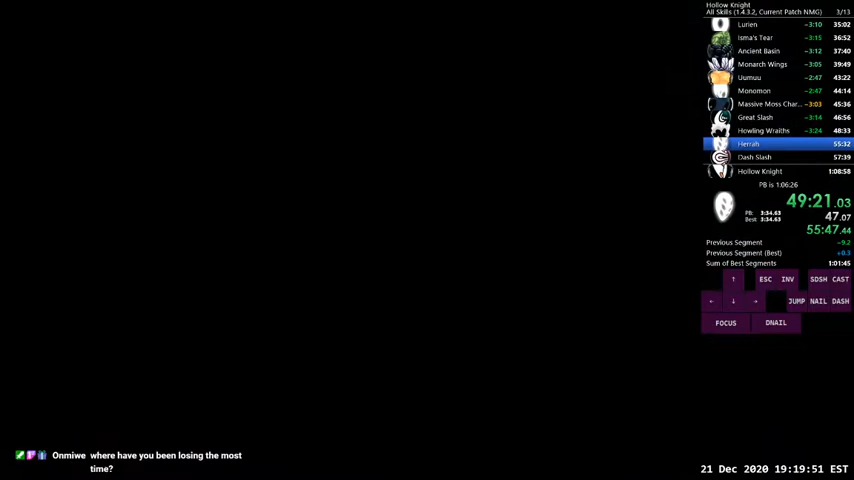 Hollow Knight
All Skills (1.4.3.2, Current Patch NMG) 3/13
Lurien −3:10 35:02
Isma's Tear −3:15 36:52
Ancient Basin −3:12 37:40
Monarch Wings −3:05 39:49
Uumuu −2:47 43:22
Monomon −2:47 44:14
Massive Moss Char... −3:03 45:36
Great Slash −3:14 46:56
Howling Wraiths −3:24 48:33
Herrah 55:32
Dash Slash 57:39
Hollow Knight 1:08:58
PB is 1:06:26
49:21.03
PB: 3:34.63 47.07
Best: 3:34.63
55:47.44
Previous Segment −9.2
Previous Segment (Best) +0.3
Sum of Best Segments 1:01:45
↑ ESC INV SDSH CAST
← ↓ → JUMP NAIL DASH
FOCUS DNAIL
Onmiwe where have you been losing the most
time?
21 Dec 2020 19:19:51 EST